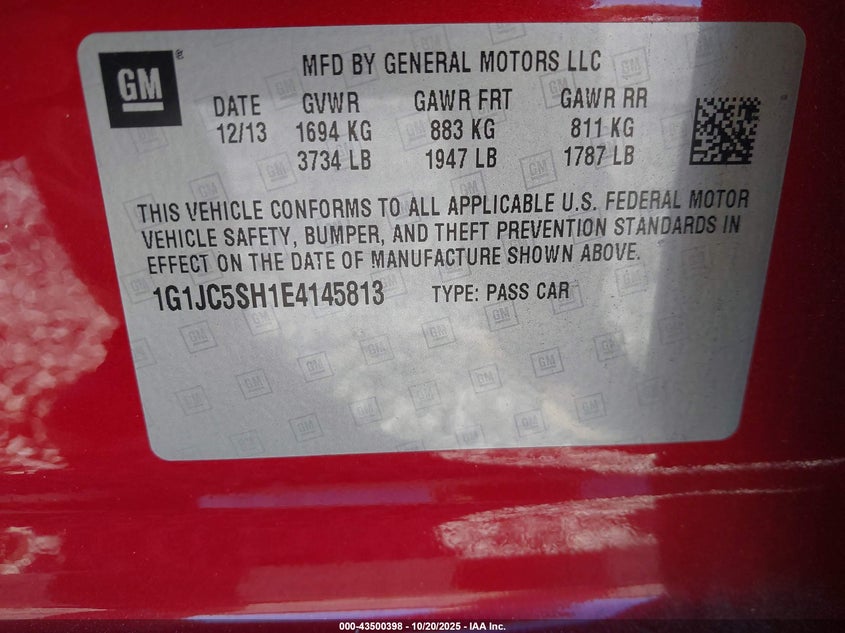 GM
®
MFD BY GENERAL MOTORS LLC
DATE GVWR GAWR FRT GAWR RR
12/13 1694 KG 883 KG 811 KG
3734 LB 1947 LB 1787 LB
THIS VEHICLE CONFORMS TO ALL APPLICABLE U.S. FEDERAL MOTOR
VEHICLE SAFETY, BUMPER, AND THEFT PREVENTION STANDARDS IN
EFFECT ON THE DATE OF MANUFACTURE SHOWN ABOVE.
1G1JC5SH1E4145813 TYPE: PASS CAR
000-43500398 - 10/20/2025 - IAA Inc.